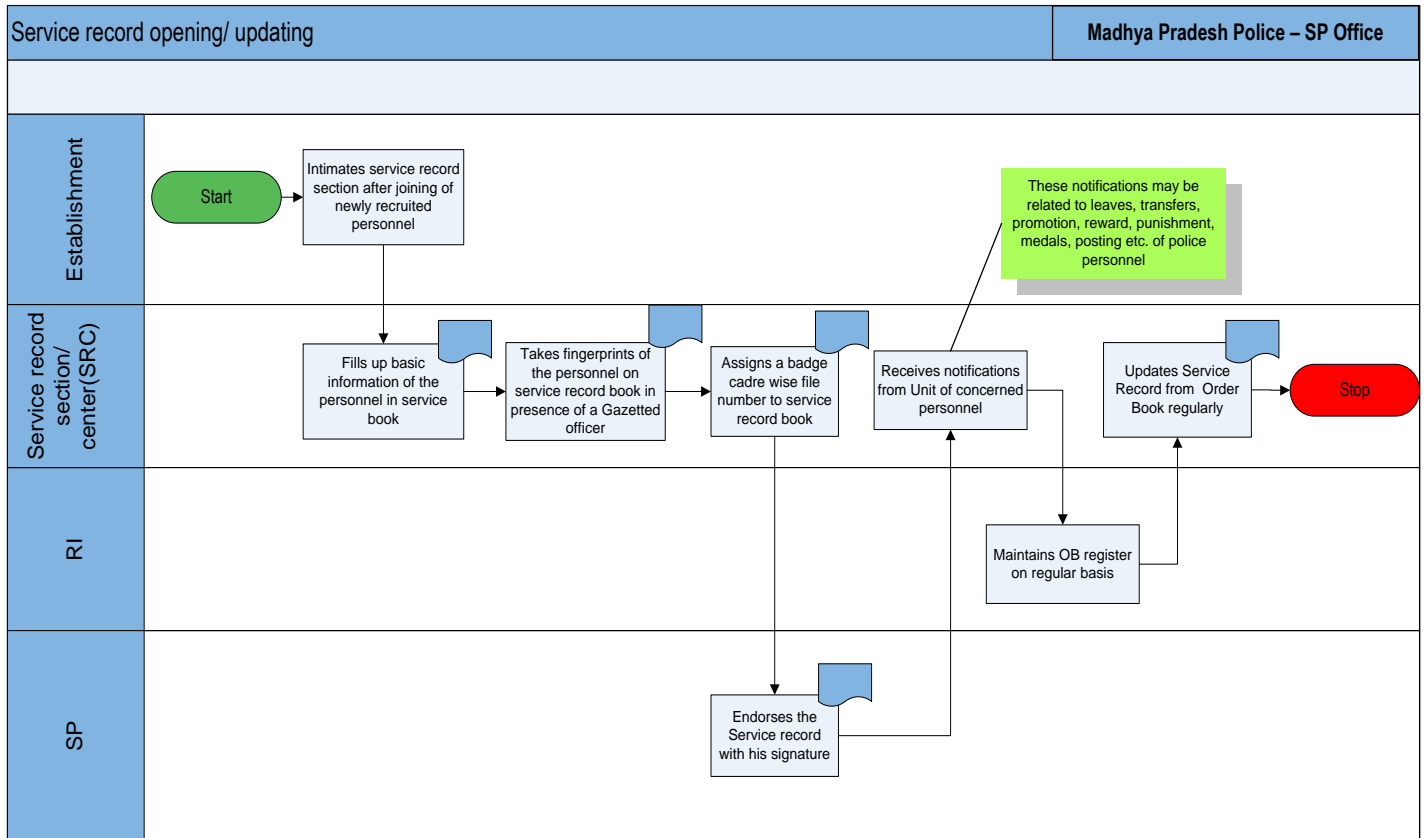 Service record opening/ updating
Madhya Pradesh Police – SP Office
Establishment
Start
Intimates service record
section after joining of
newly recruited
personnel
These notifications may be
related to leaves, transfers,
promotion, reward, punishment,
medals, posting etc. of police
personnel
Service record
section/
center(SRC)
Fills up basic
information of the
personnel in service
book
Takes fingerprints of
the personnel on
service record book in
presence of a Gazetted
officer
Assigns a badge
cadre wise file
number to service
record book
Receives notifications
from Unit of concerned
personnel
Updates Service
Record from Order
Book regularly
Stop
RI
Maintains OB register
on regular basis
SP
Endorses the
Service record
with his signature